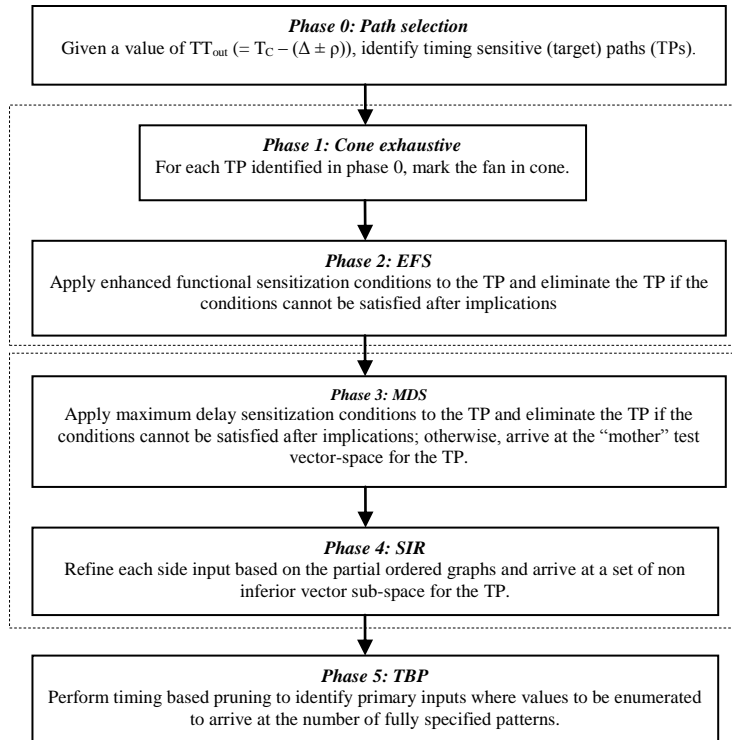 Phase 0: Path selection
Given a value of TTout (= TC – (Δ ± ρ)), identify timing sensitive (target) paths (TPs).
Phase 1: Cone exhaustive
For each TP identified in phase 0, mark the fan in cone.
Phase 2: EFS
Apply enhanced functional sensitization conditions to the TP and eliminate the TP if the
conditions cannot be satisfied after implications
Phase 3: MDS
Apply maximum delay sensitization conditions to the TP and eliminate the TP if the
conditions cannot be satisfied after implications; otherwise, arrive at the “mother” test
vector-space for the TP.
Phase 4: SIR
Refine each side input based on the partial ordered graphs and arrive at a set of non
inferior vector sub-space for the TP.
Phase 5: TBP
Perform timing based pruning to identify primary inputs where values to be enumerated
to arrive at the number of fully specified patterns.